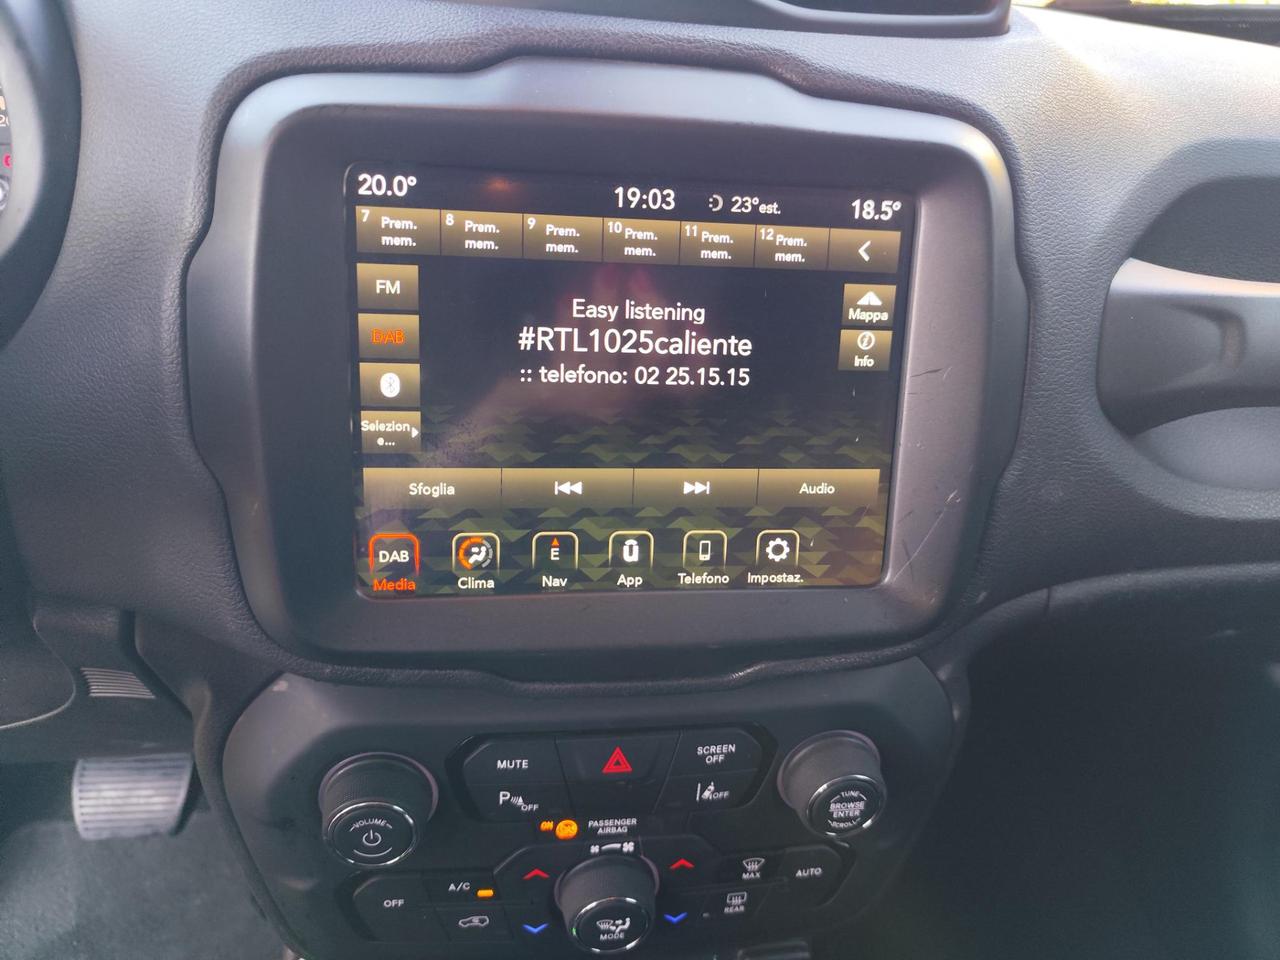 20.0°
19:03
23°est.
18.5°
7 Prem.
mem.
8 Prem.
mem.
9 Prem.
mem.
10 Prem.
mem.
11 Prem.
mem.
12 Prem.
mem.
FM
Easy listening
Mappa
DAB
#RTL1025caliente
Info
:: telefono: 02 25.15.15
Selezion
e...
Sfoglia
Audio
DAB
Media
Clima
E
Nav
App
Telefono
Impostaz.
MUTE
SCREEN
OFF
P OFF
OFF
VOLUME
TUNE
BROWSE
ENTER
SCROLL
ON
PASSENGER
AIRBAG
OFF
A/C
MAX
AUTO
REAR
MODE